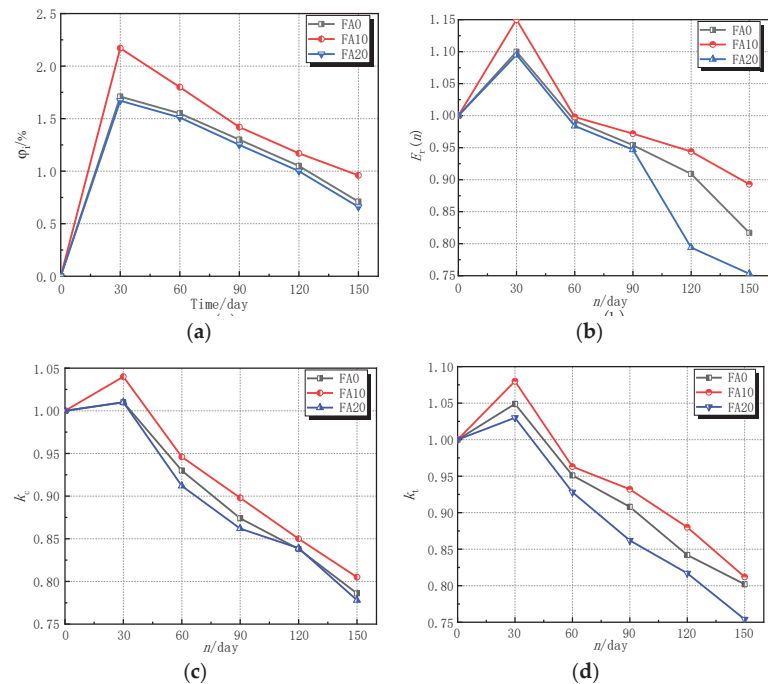 2.5
2.0
1.5
1.0
0.5
0.0
φr/%
0 30 60 90 120 150
Time/day
FA0
FA10
FA20
(a)
1.15
1.10
1.05
1.00
0.95
0.90
0.85
0.80
0.75
Er(n)
0 30 60 90 120 150
n/day
FA0
FA10
FA20
(b)
1.05
1.00
0.95
0.90
0.85
0.80
0.75
kc
0 30 60 90 120 150
n/day
FA0
FA10
FA20
(c)
1.10
1.05
1.00
0.95
0.90
0.85
0.80
0.75
kt
0 30 60 90 120 150
n/day
FA0
FA10
FA20
(d)